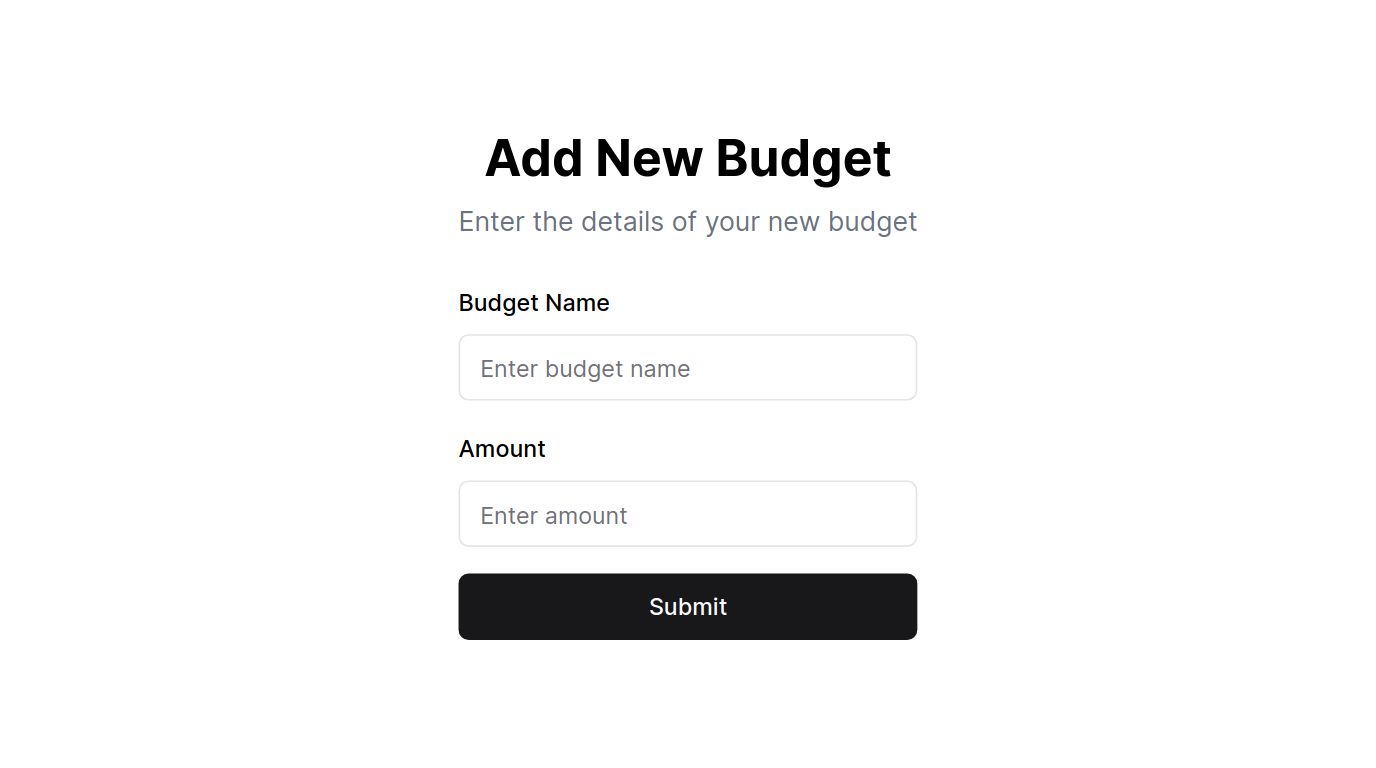 Add New Budget
Enter the details of your new budget
Budget Name
Enter budget name
Amount
Enter amount
Submit